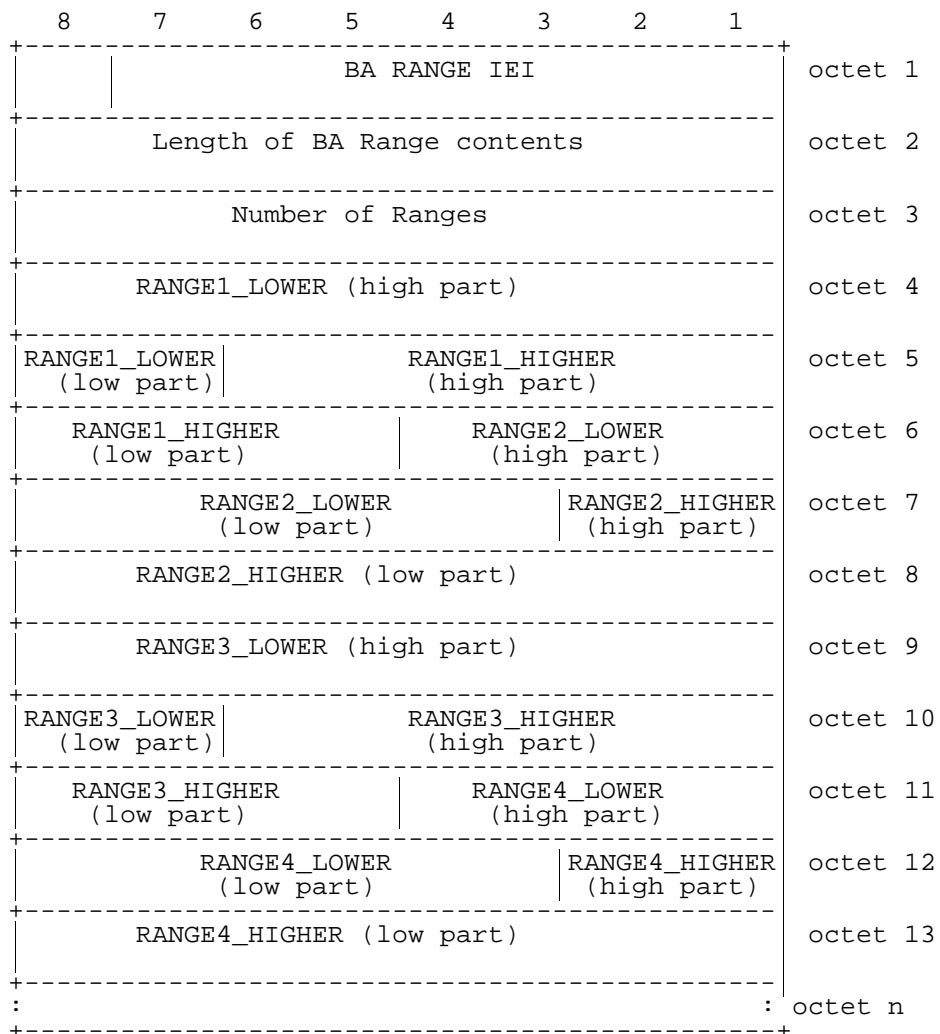 8 7 6 5 4 3 2 1
BA RANGE IEI octet 1
Length of BA Range contents octet 2
Number of Ranges octet 3
RANGE1_LOWER (high part) octet 4
RANGE1_LOWER RANGE1_HIGHER octet 5
(low part) (high part)
RANGE1_HIGHER RANGE2_LOWER octet 6
(low part) (high part)
RANGE2_LOWER RANGE2_HIGHER octet 7
(low part) (high part)
RANGE2_HIGHER (low part) octet 8
RANGE3_LOWER (high part) octet 9
RANGE3_LOWER RANGE3_HIGHER octet 10
(low part) (high part)
RANGE3_HIGHER RANGE4_LOWER octet 11
(low part) (high part)
RANGE4_LOWER RANGE4_HIGHER octet 12
(low part) (high part)
RANGE4_HIGHER (low part) octet 13
: : octet n